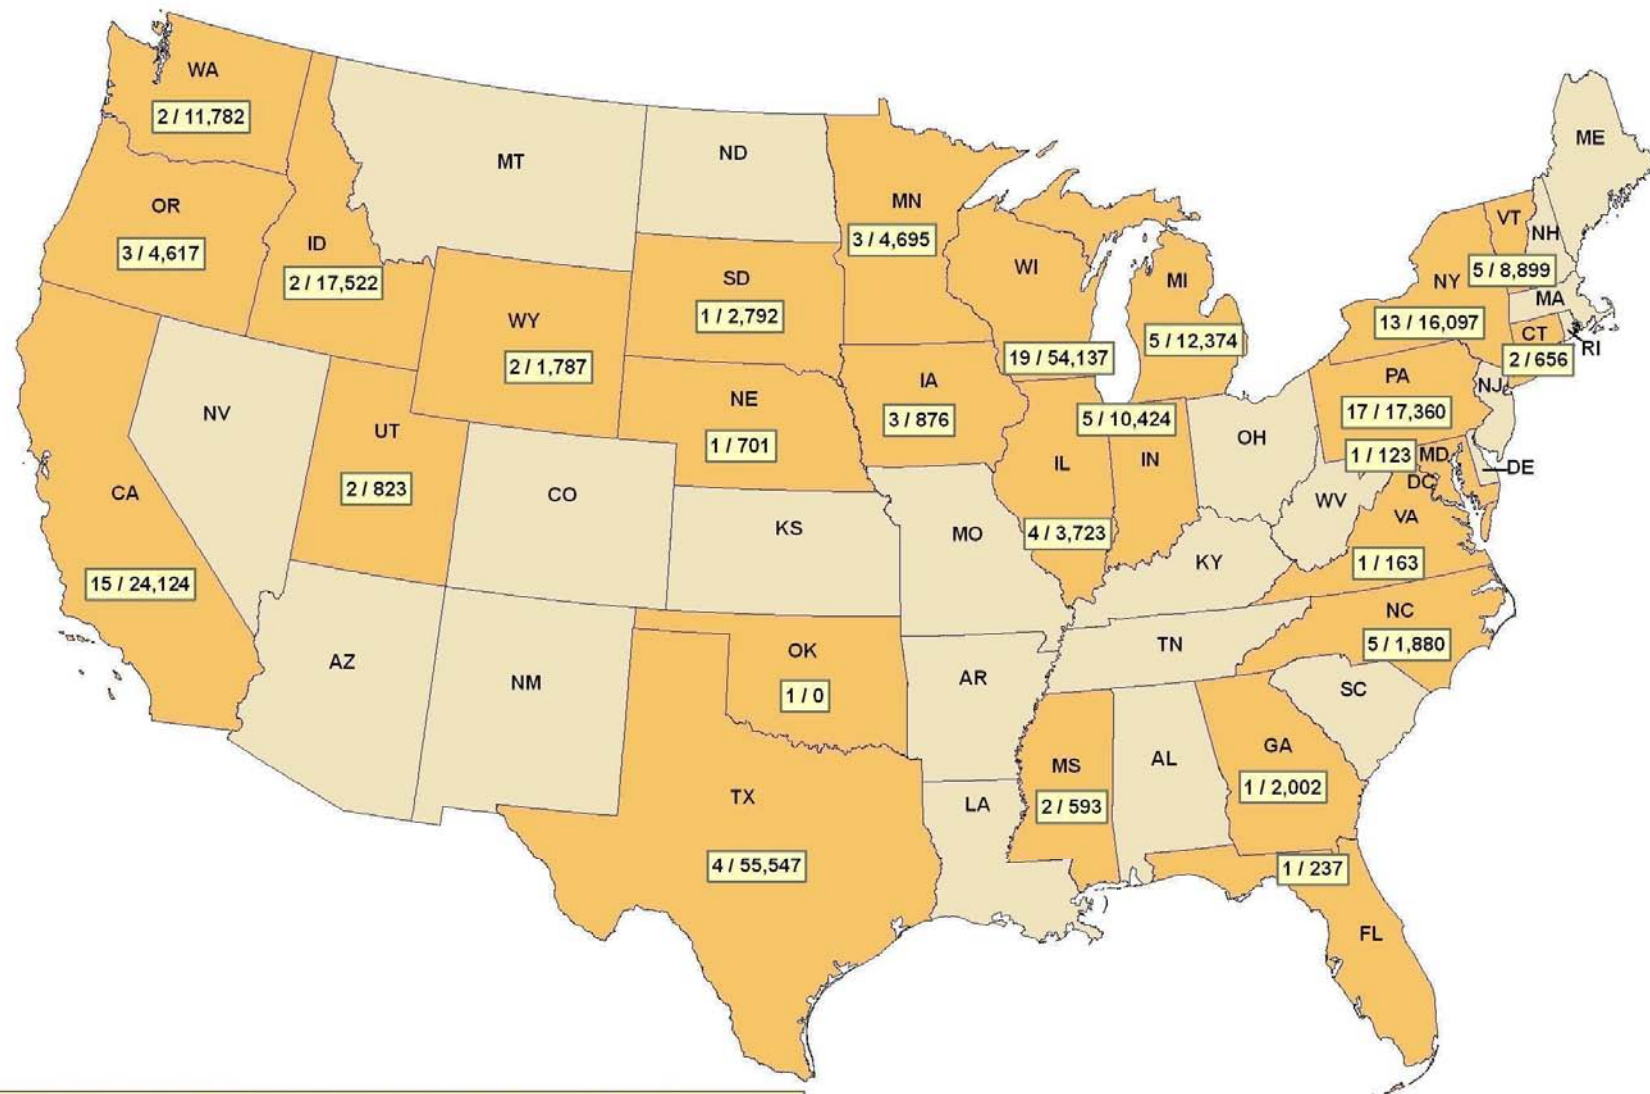 WA
2 / 11,782
OR
3 / 4,617
ID
2 / 17,522
MT
ND
MN
3 / 4,695
SD
1 / 2,792
WY
2 / 1,787
NE
1 / 701
WI
19 / 54,137
MI
5 / 12,374
IA
3 / 876
NV
UT
2 / 823
CA
15 / 24,124
CO
KS
MO
IL
4 / 3,723
5 / 10,424
IN
OH
ME
VT
NH
5 / 8,899
NY
13 / 16,097
MA
CT
RI
2 / 656
PA
17 / 17,360
NJ
1 / 123
MD
DE
DC
WV
VA
1 / 163
KY
NC
5 / 1,880
TN
SC
AZ
NM
OK
1 / 0
AR
TX
4 / 55,547
LA
MS
2 / 593
AL
GA
1 / 2,002
1 / 237
FL